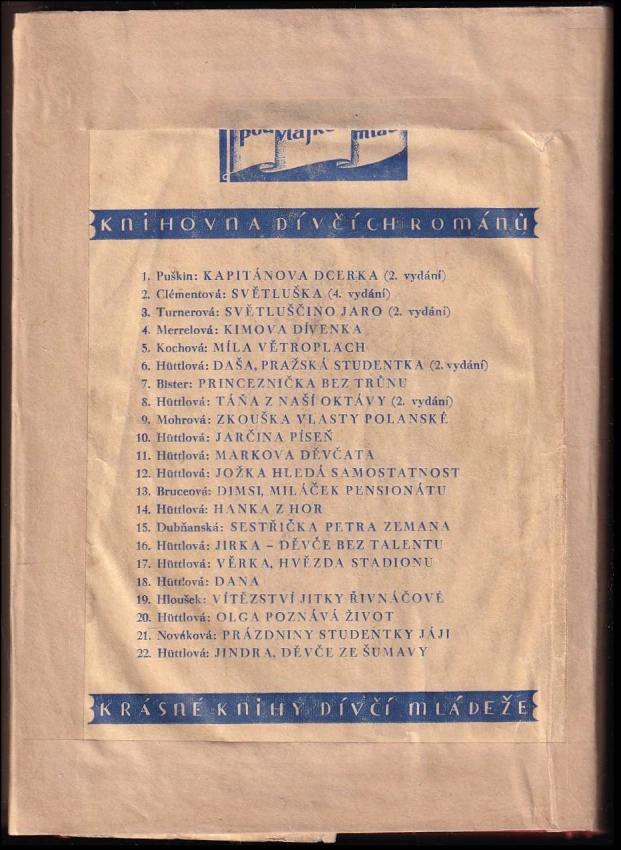 KNIHOVNA DÍVČÍCH ROMÁNŮ
1. Puškin: KAPITÁNOVA DCERKA (2. vydání)
2. Clémentová: SVĚTLUŠKA (4. vydání)
3. Turnerová: SVĚTLUŠČINO JARO (2. vydání)
4. Merrelová: KIMOVA DÍVENKA
5. Kochová: MÍLA VĚTROPLACH
6. Hüttlová: DAŠA, PRAŽSKÁ STUDENTKA (2. vydání)
7. Bister: PRINCEZNIČKA BEZ TRŮNU
8. Hüttlová: TÁŇA Z NAŠÍ OKTÁVY (2. vydání)
9. Mohrová: ZKOUŠKA VLASTY POLANSKÉ
10. Hüttlová: JARČINA PÍSEŇ
11. Hüttlová: MARKOVA DĚVČATA
12. Hüttlová: JOŽKA HLEDÁ SAMOSTATNOST
13. Bruceová: DIMSI, MILÁČEK PENSIONÁTU
14. Hüttlová: HANKA Z HOR
15. Dubňanská: SESTŘIČKA PETRA ZEMANA
16. Hüttlová: JIRKA – DĚVČE BEZ TALENTU
17. Hüttlová: VĚRKA, HVĚZDA STADIONU
18. Hüttlová: DANA
19. Hloušek: VÍTĚZSTVÍ JITKY ŘIVNÁČOVÉ
20. Hüttlová: OLGA POZNÁVÁ ŽIVOT
21. Nováková: PRÁZDNINY STUDENTKY JÁJI
22. Hüttlová: JINDRA, DĚVČE ZE ŠUMAVY
KRÁSNÉ KNIHY DÍVČÍ MLÁDEŽE